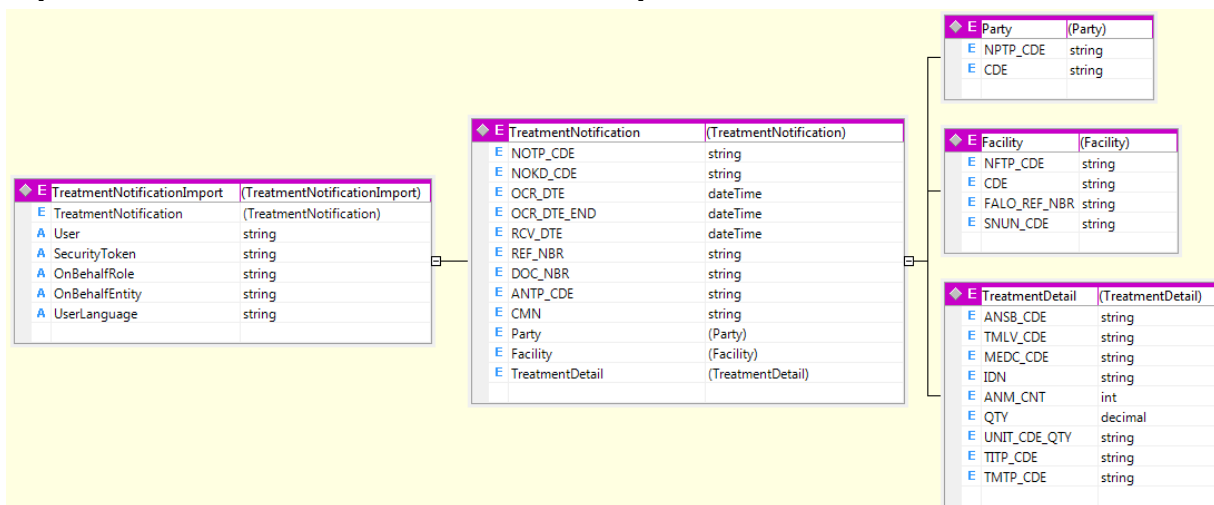 E TreatmentNotificationImport (TreatmentNotificationImport)
E TreatmentNotification (TreatmentNotification)
A User string
A SecurityToken string
A OnBehalfRole string
A OnBehalfEntity string
A UserLanguage string
E TreatmentNotification (TreatmentNotification)
E NOTP_CDE string
E NOKD_CDE string
E OCR_DTE dateTime
E OCR_DTE_END dateTime
E RCV_DTE dateTime
E REF_NBR string
E DOC_NBR string
E ANTP_CDE string
E CMN string
E Party (Party)
E Facility (Facility)
E TreatmentDetail (TreatmentDetail)
E Party (Party)
E NPTP_CDE string
E CDE string
E Facility (Facility)
E NFTP_CDE string
E CDE string
E FALO_REF_NBR string
E SNUN_CDE string
E TreatmentDetail (TreatmentDetail)
E ANSB_CDE string
E TMLV_CDE string
E MEDC_CDE string
E IDN string
E ANM_CNT int
E QTY decimal
E UNIT_CDE_QTY string
E TITP_CDE string
E TMTP_CDE string